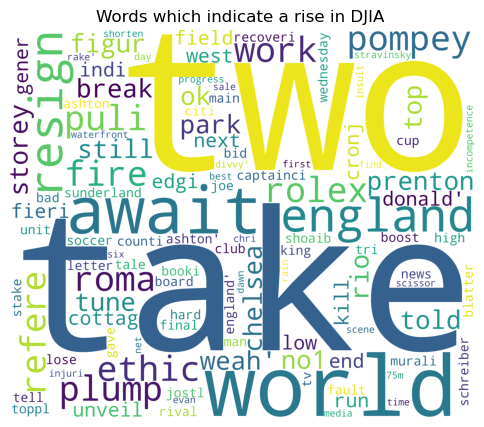 Words which indicate a rise in DJIA
two
take
world
await
england
resign
puli
work
pompey
figur
field
recoveri
shorten
stravinsky
rake'
day
west
indi
break
gener
storey
ashton
progress
sale
main
citi
ok
still
park
next
wednesday
cronj
top
insult
incompetence
waterfront
divvy'
first
find
cup
bid
fire
edgi
captainci
best
joe
rolex
prenton
donald'
bad
sunderland
fieri
unit
soccer
counti
ashton'
chri
shoaib
king
tri
boost
high
six
letter
tale
club
roma
booki
board
england'
dawn
rain
kill
rio
news
scissor
told
blatter
stake
refere
tune
cottag
hard
final
gave
man
chelsea
low
scene
lose
ethic
net
weah'
no1
end
murali
schreiber
injuri
plump
jostl
evan
tv
fault
run
75m
time
media
tell
toppl
unveil
rival